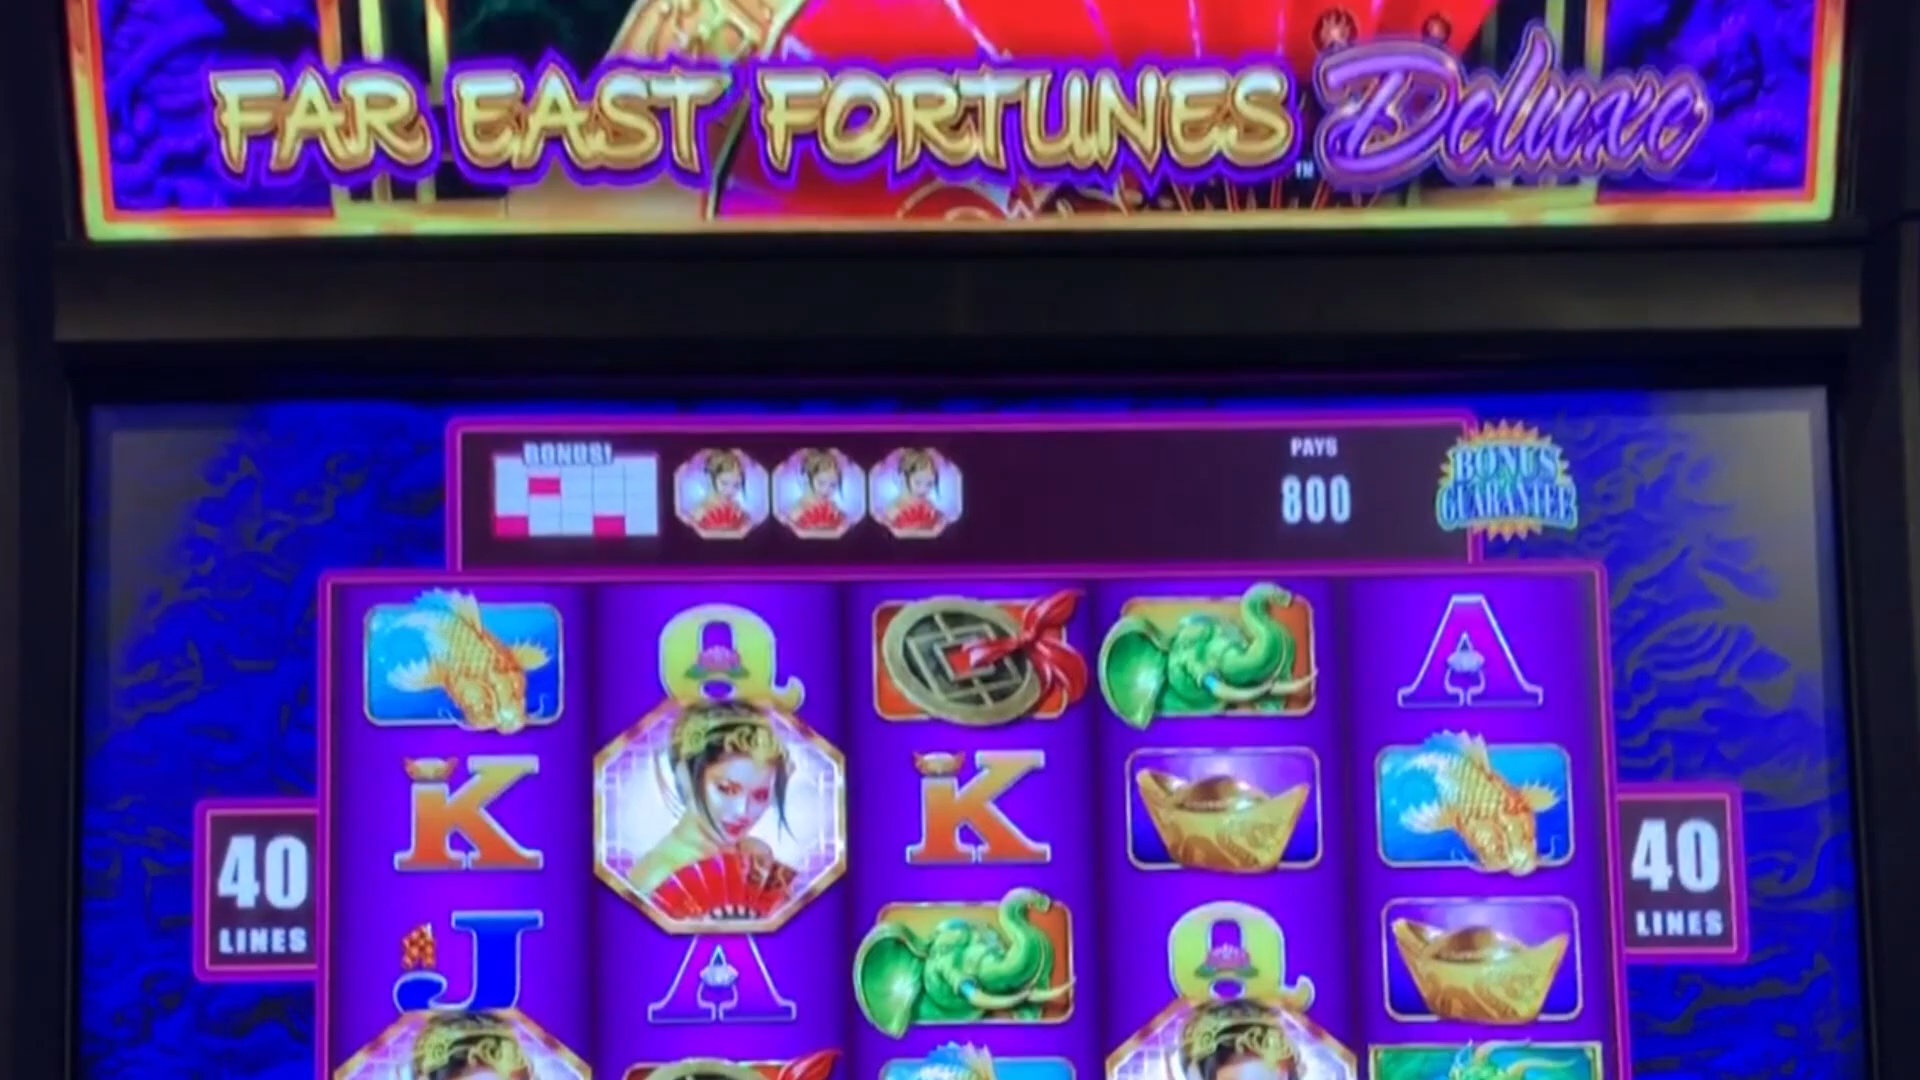 FAR EAST FORTUNES Deluxe
TM
BONUS!
PAYS
800
BONUS
GUARANTEE
Q
A
K
K
40
LINES
J
A
Q
40
LINES